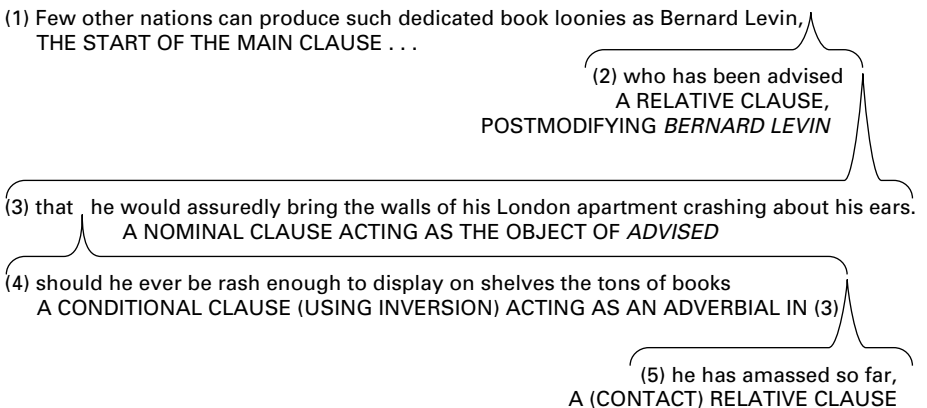 (1) Few other nations can produce such dedicated book loonies as Bernard Levin,
THE START OF THE MAIN CLAUSE . . .
(2) who has been advised
A RELATIVE CLAUSE,
POSTMODIFYING BERNARD LEVIN
(3) that he would assuredly bring the walls of his London apartment crashing about his ears.
A NOMINAL CLAUSE ACTING AS THE OBJECT OF ADVISED
(4) should he ever be rash enough to display on shelves the tons of books
A CONDITIONAL CLAUSE (USING INVERSION) ACTING AS AN ADVERBIAL IN (3)
(5) he has amassed so far,
A (CONTACT) RELATIVE CLAUSE